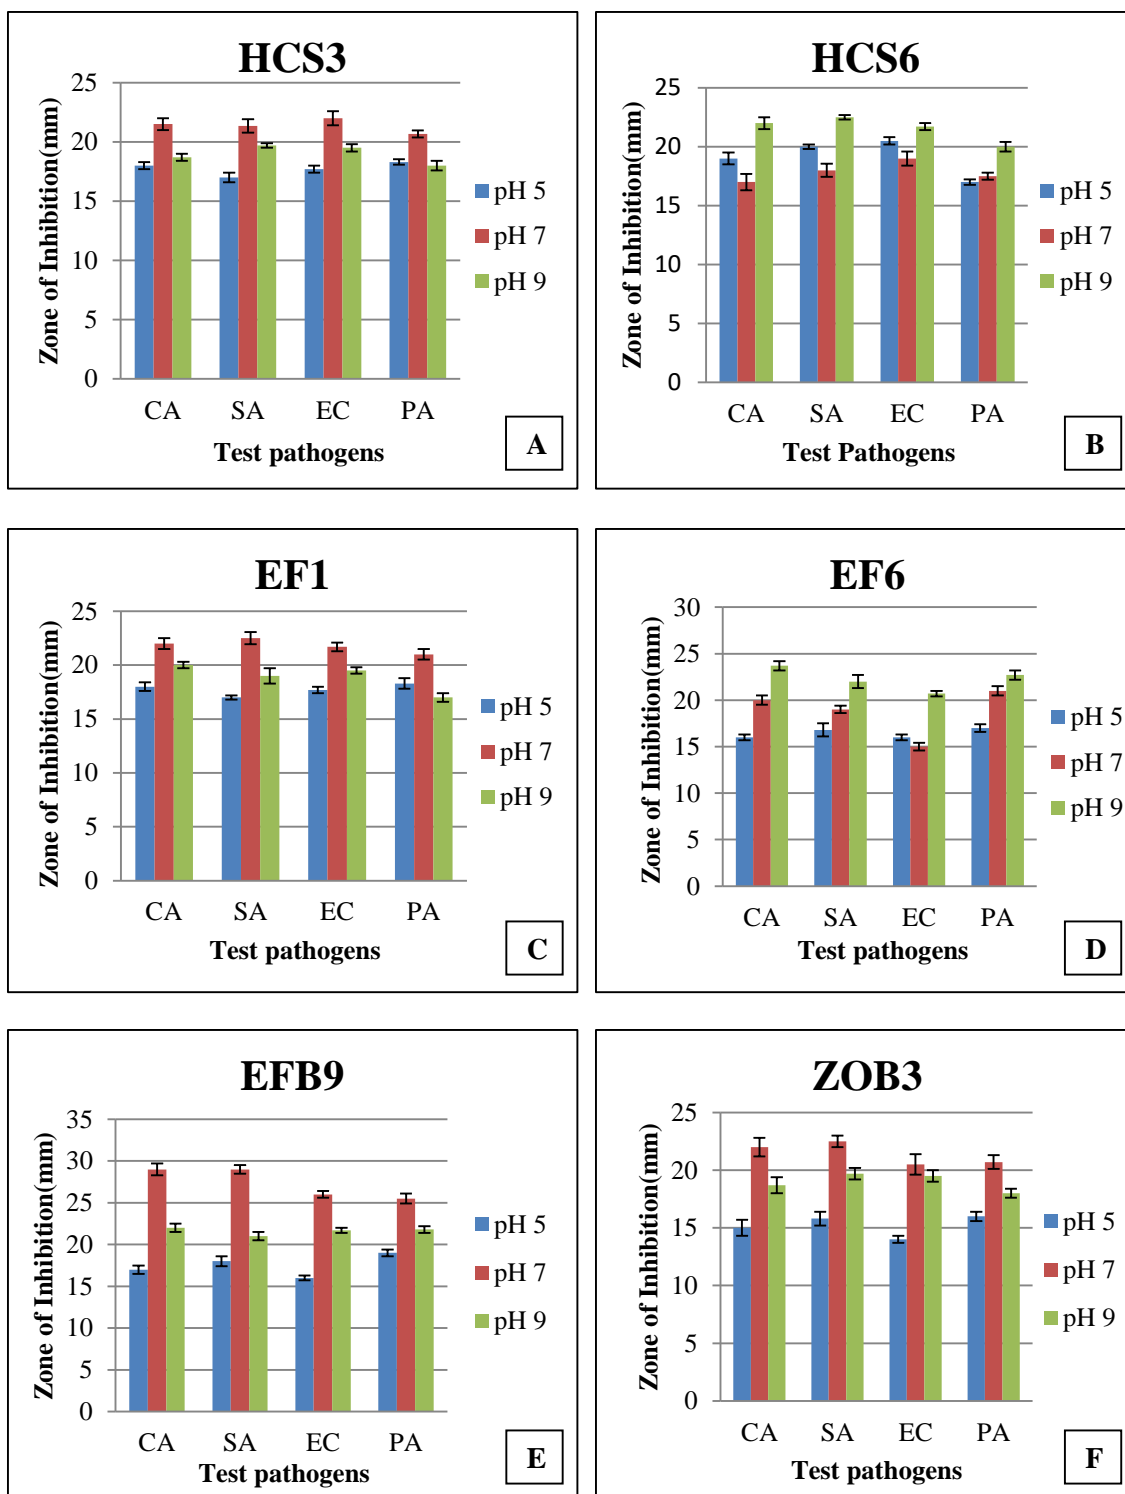 HCS3
Zone of Inhibition(mm)
25
20
15
10
5
0
CA SA EC PA
Test pathogens
pH 5
pH 7
pH 9
A
HCS6
Zone of Inhibition(mm)
25
20
15
10
5
0
CA SA EC PA
Test Pathogens
pH 5
pH 7
pH 9
B
EF1
Zone of Inhibition(mm)
25
20
15
10
5
0
CA SA EC PA
Test pathogens
pH 5
pH 7
pH 9
C
EF6
Zone of Inhibition(mm)
30
25
20
15
10
5
0
CA SA EC PA
Test pathogens
pH 5
pH 7
pH 9
D
EFB9
Zone of Inhibition(mm)
35
30
25
20
15
10
5
0
CA SA EC PA
Test pathogens
pH 5
pH 7
pH 9
E
ZOB3
Zone of Inhibition(mm)
25
20
15
10
5
0
CA SA EC PA
Test pathogens
pH 5
pH 7
pH 9
F